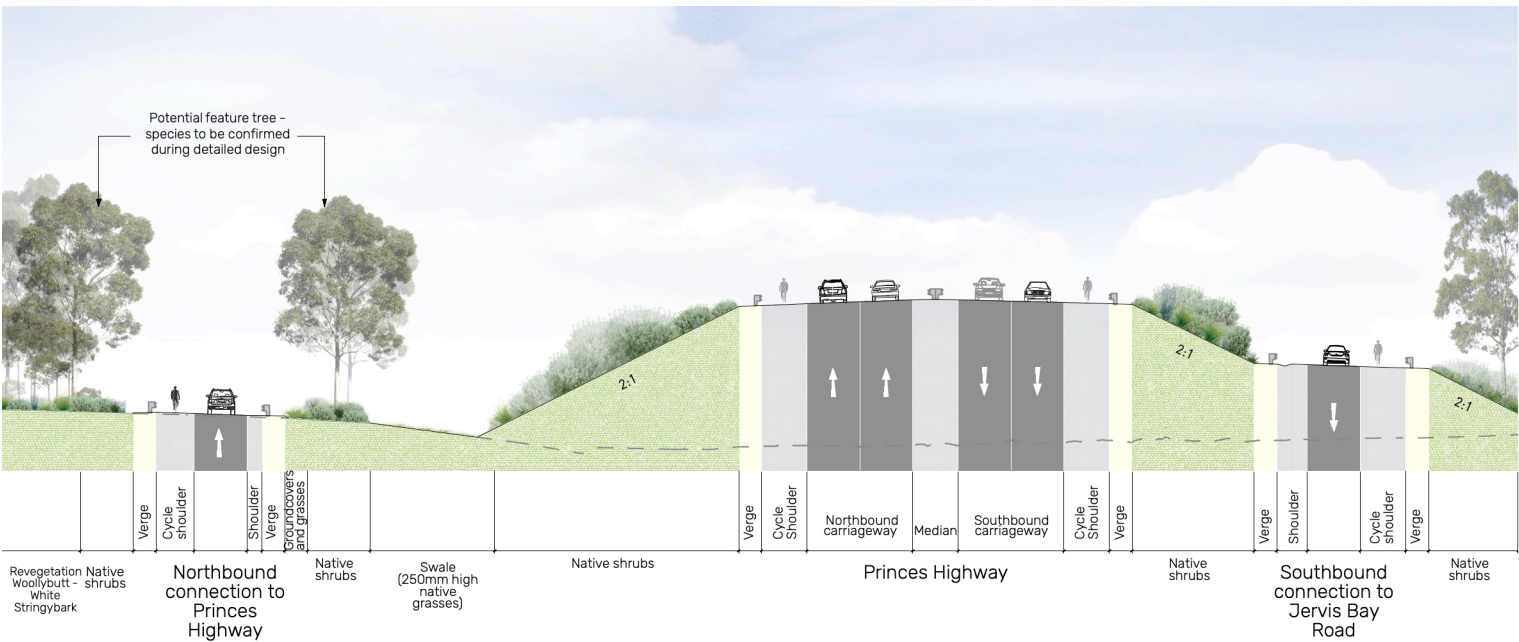 Potential feature tree -
species to be confirmed
during detailed design
2:1
2:1
2:1
Verge
Cycle
shoulder
Shoulder
Verge
Groundcovers
and grasses
Verge
Cycle
Shoulder
Northbound
carriageway
Median
Southbound
carriageway
Cycle
Shoulder
Verge
Verge
Shoulder
Cycle
shoulder
Verge
Revegetation
Woollybutt -
White
Stringybark
Native
shrubs
Northbound
connection to
Princes
Highway
Native
shrubs
Swale
(250mm high
native
grasses)
Native shrubs
Princes Highway
Native
shrubs
Southbound
connection to
Jervis Bay
Road
Native
shrubs